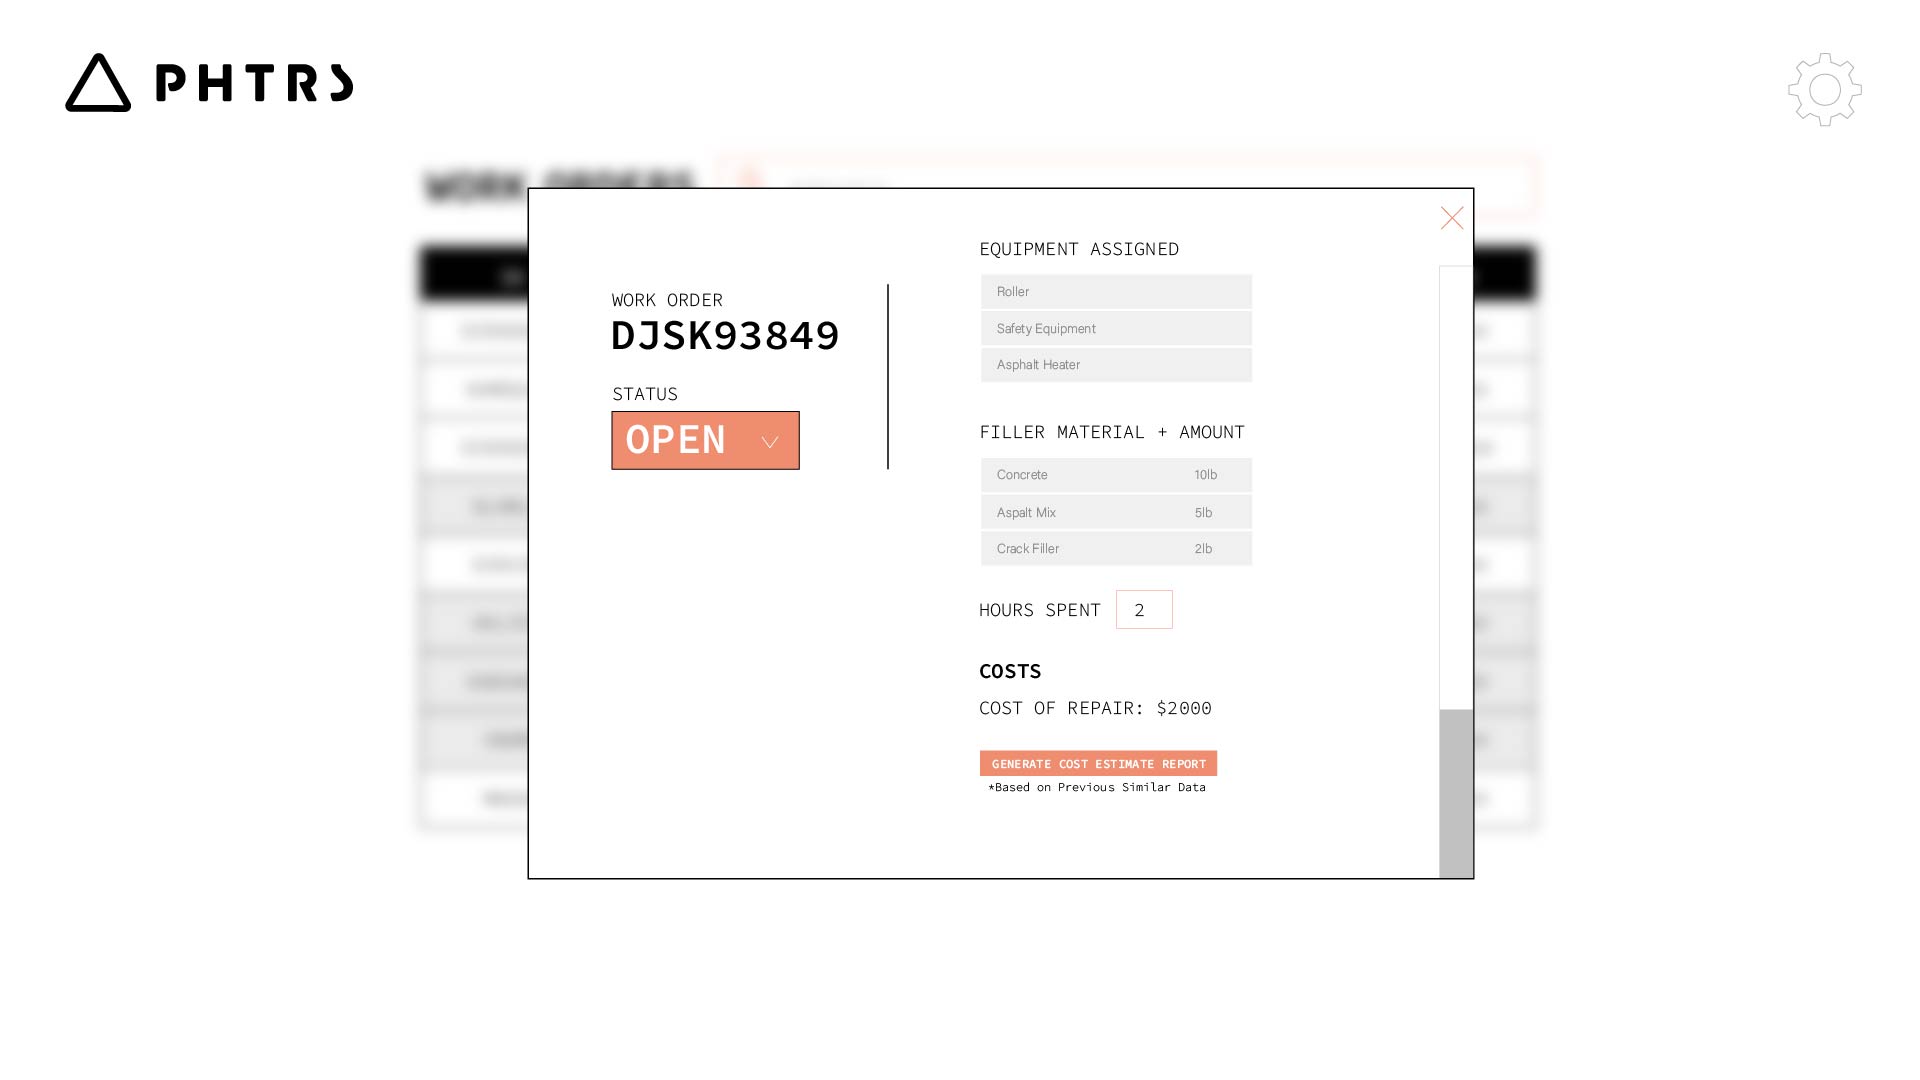 PHTRS
WORK ORDERS
WORK ORDER
DJSK93849
STATUS
OPEN
EQUIPMENT ASSIGNED
Roller
Safety Equipment
Asphalt Heater
FILLER MATERIAL + AMOUNT
Concrete 10lb
Aspalt Mix 5lb
Crack Filler 2lb
HOURS SPENT 2
COSTS
COST OF REPAIR: $2000
GENERATE COST ESTIMATE REPORT
*Based on Previous Similar Data